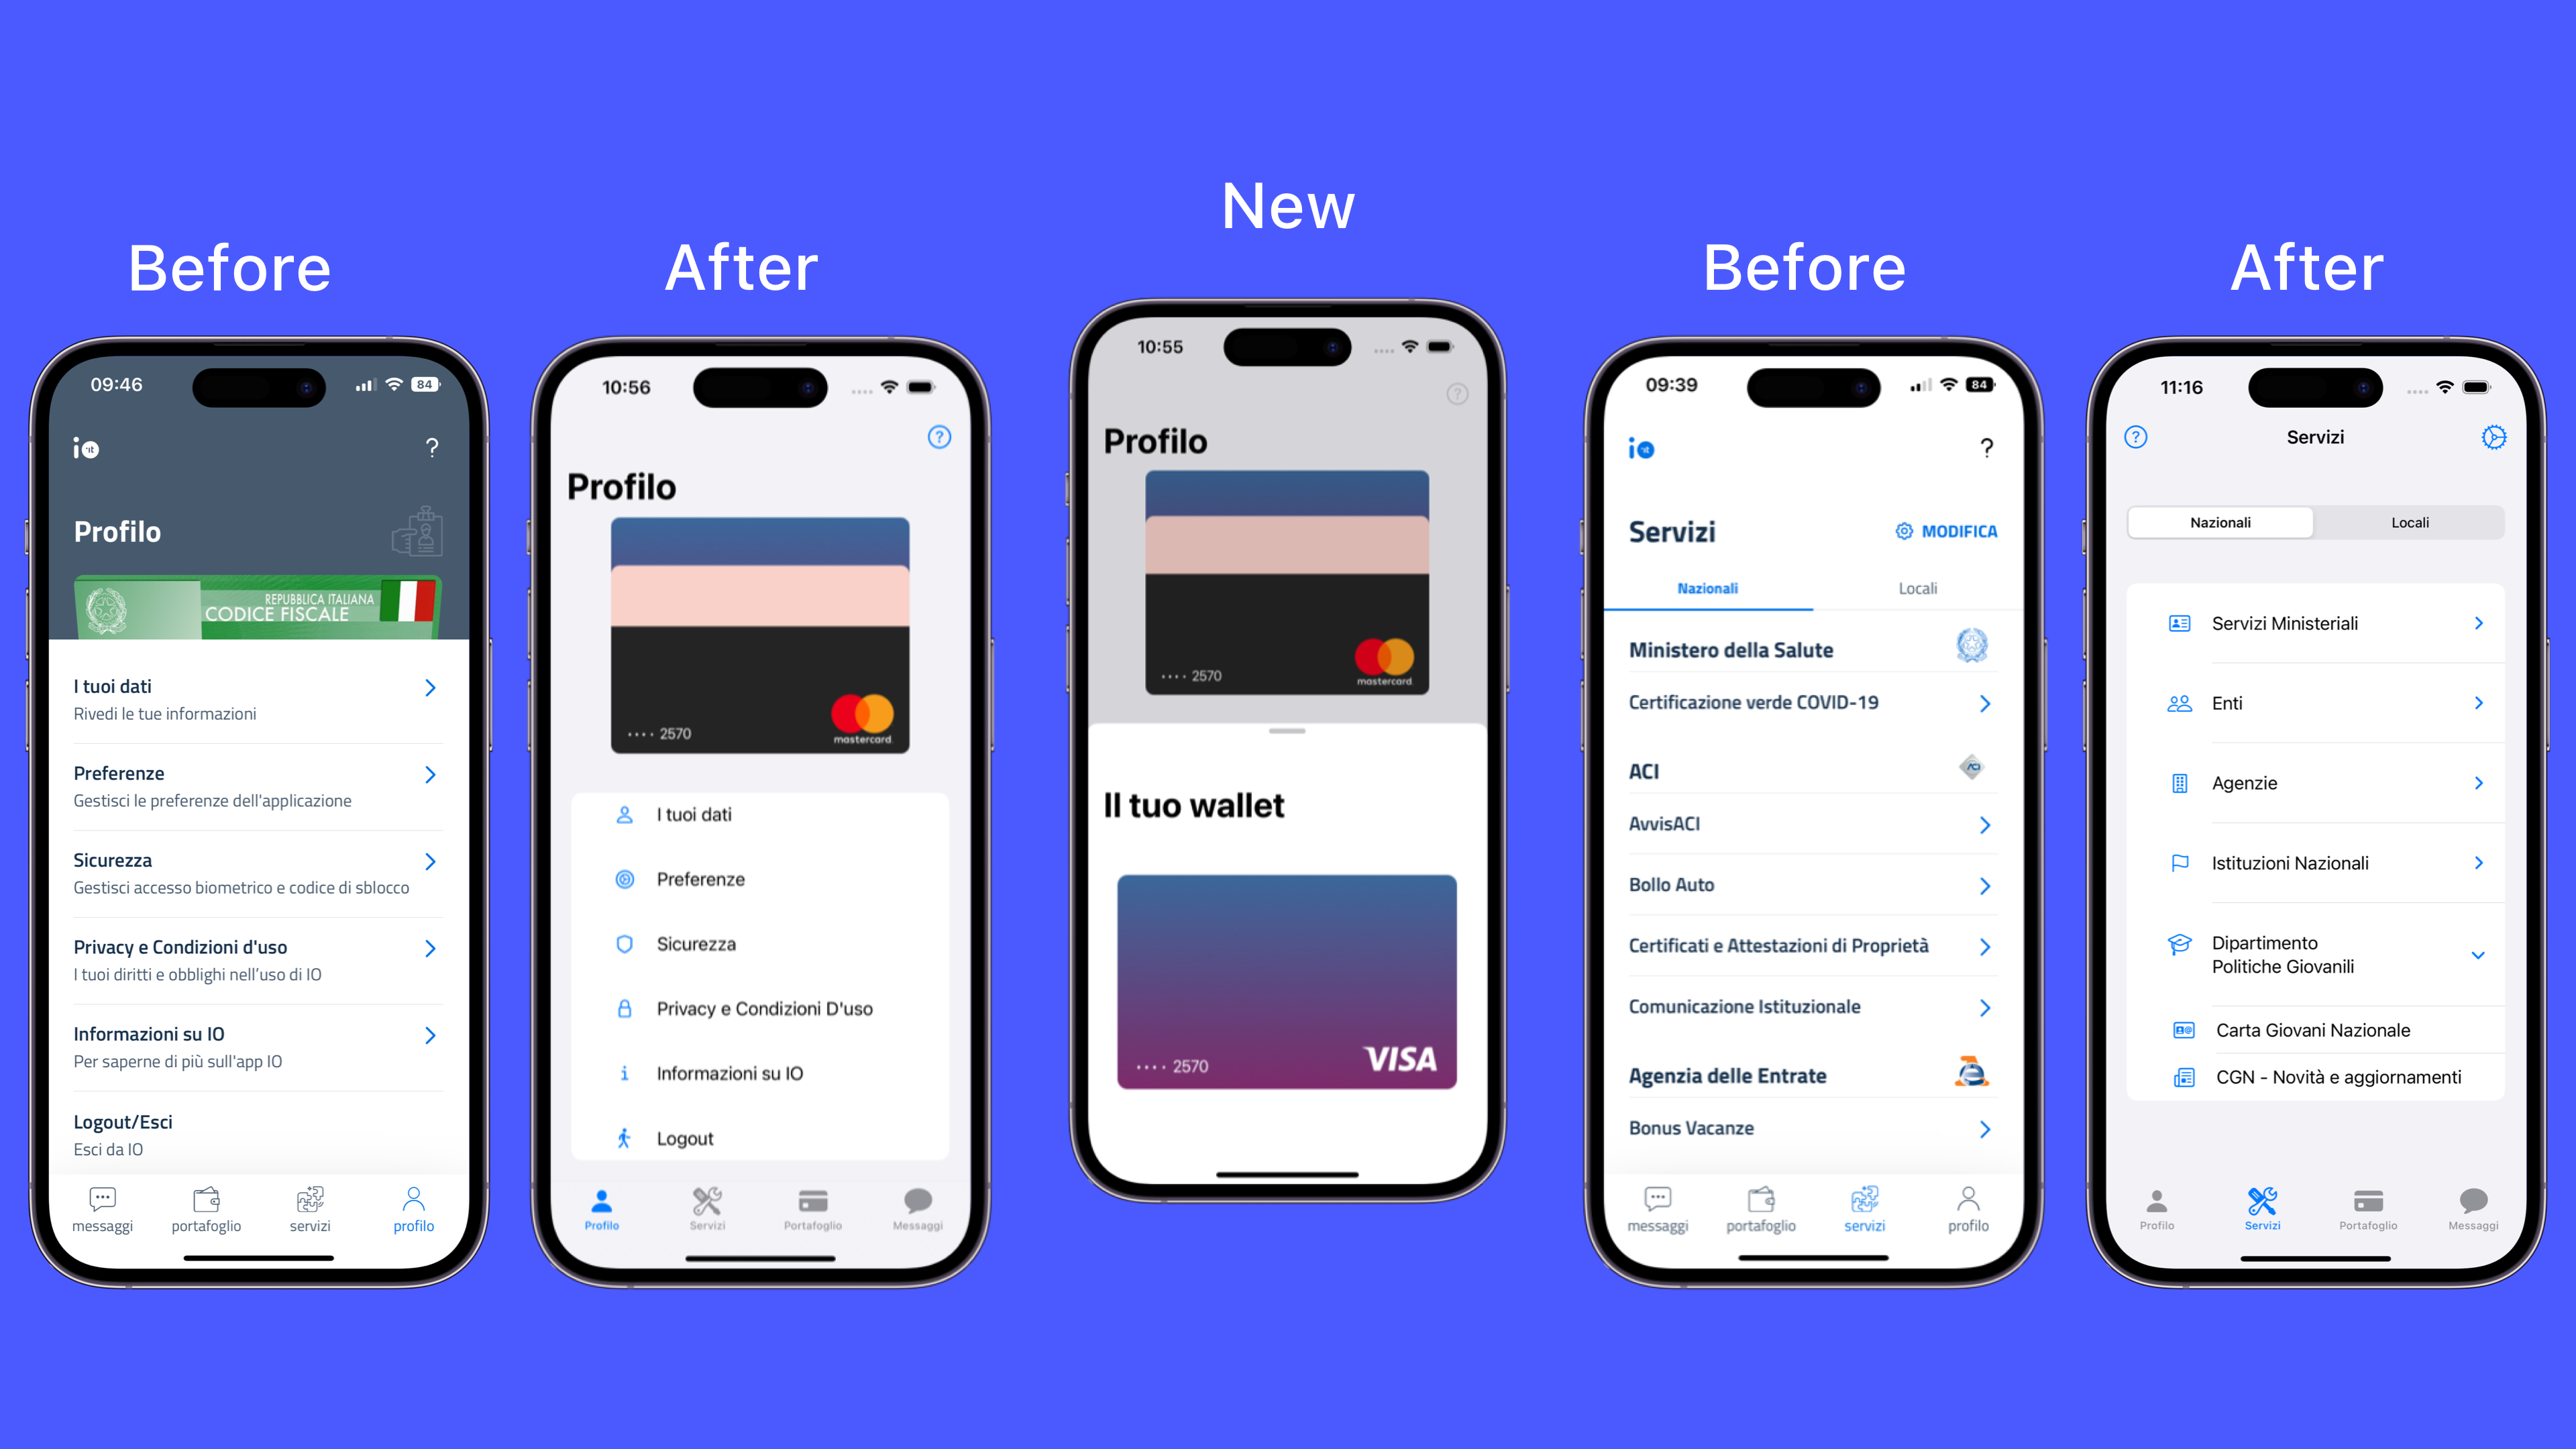 New
Before
After
Before
After
09:46
84
io
it
?
Profilo
REPUBBLICA ITALIANA
CODICE FISCALE
I tuoi dati
Rivedi le tue informazioni
Preferenze
Gestisci le preferenze dell'applicazione
Sicurezza
Gestisci accesso biometrico e codice di sblocco
Privacy e Condizioni d'uso
I tuoi diritti e obblighi nell'uso di IO
Informazioni su IO
Per saperne di più sull'app IO
Logout/Esci
Esci da IO
messaggi
portafoglio
servizi
profilo
10:56
?
Profilo
•••• 2570
mastercard
I tuoi dati
Preferenze
Sicurezza
Privacy e Condizioni D'uso
Informazioni su IO
Logout
Profilo
Servizi
Portafoglio
Messaggi
10:55
?
Profilo
•••• 2570
mastercard
Il tuo wallet
•••• 2570
VISA
09:39
84
io
it
?
Servizi
MODIFICA
Nazionali
Locali
Ministero della Salute
Certificazione verde COVID-19
ACI
ACI
AvvisACI
Bollo Auto
Certificati e Attestazioni di Proprietà
Comunicazione Istituzionale
Agenzia delle Entrate
Bonus Vacanze
messaggi
portafoglio
servizi
profilo
11:16
?
Servizi
Nazionali
Locali
Servizi Ministeriali
Enti
Agenzie
Istituzioni Nazionali
Dipartimento
Politiche Giovanili
Carta Giovani Nazionale
CGN - Novità e aggiornamenti
Profilo
Servizi
Portafoglio
Messaggi